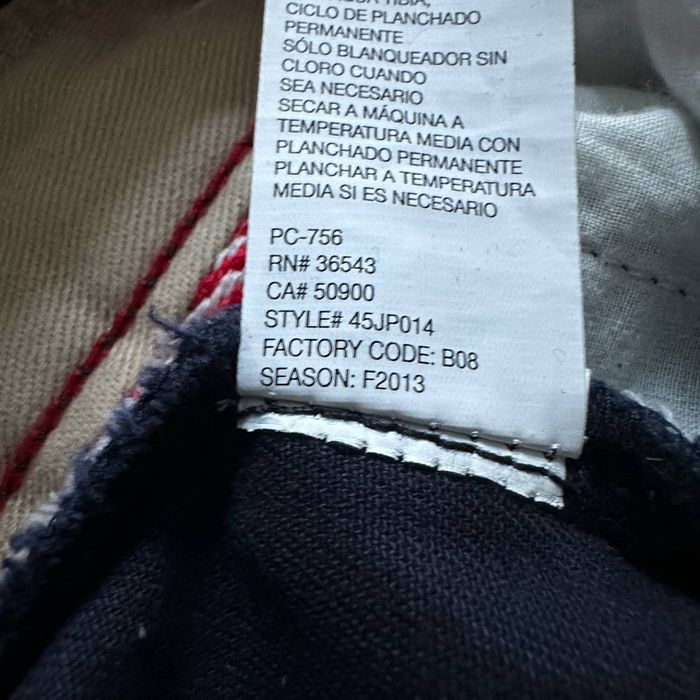 CICLO DE PLANCHADO
PERMANENTE
SÓLO BLANQUEADOR SIN
CLORO CUANDO
SEA NECESARIO
SECAR A MÁQUINA A
TEMPERATURA MEDIA CON
PLANCHADO PERMANENTE
PLANCHAR A TEMPERATURA
MEDIA SI ES NECESARIO
PC-756
RN# 36543
CA# 50900
STYLE# 45JP014
FACTORY CODE: B08
SEASON: F2013